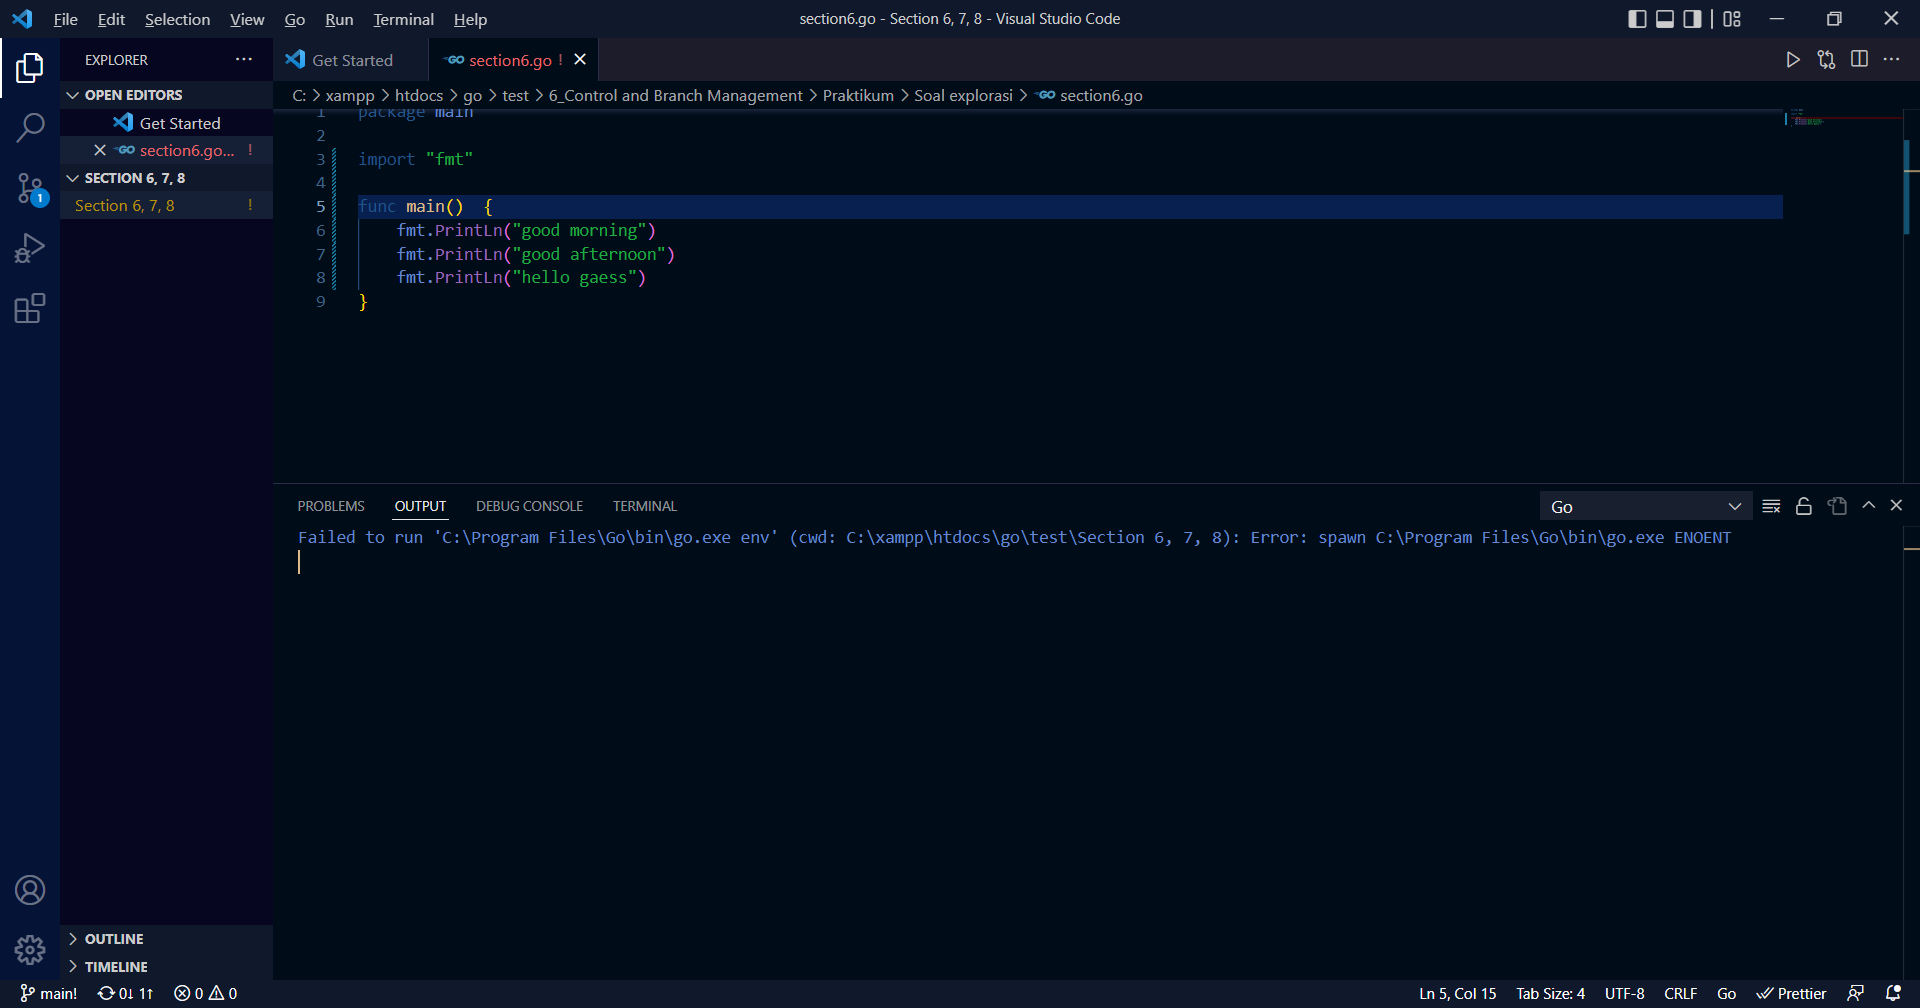 File Edit Selection View Go Run Terminal Help
section6.go - Section 6, 7, 8 - Visual Studio Code
EXPLORER
OPEN EDITORS
Get Started
section6.go... !
SECTION 6, 7, 8
Section 6, 7, 8 !
1
OUTLINE
TIMELINE
Get Started
section6.go !
C: > xampp > htdocs > go > test > 6_Control and Branch Management > Praktikum > Soal explorasi > section6.go
1 package main
2
3 import "fmt"
4
5 func main()  {
6 fmt.PrintLn("good morning")
7 fmt.PrintLn("good afternoon")
8 fmt.PrintLn("hello gaess")
9 }
PROBLEMS OUTPUT DEBUG CONSOLE TERMINAL
Go
Failed to run 'C:\Program Files\Go\bin\go.exe env' (cwd: C:\xampp\htdocs\go\test\Section 6, 7, 8): Error: spawn C:\Program Files\Go\bin\go.exe ENOENT
main! 0↓ 1↑ 0 0
Ln 5, Col 15 Tab Size: 4 UTF-8 CRLF Go Prettier